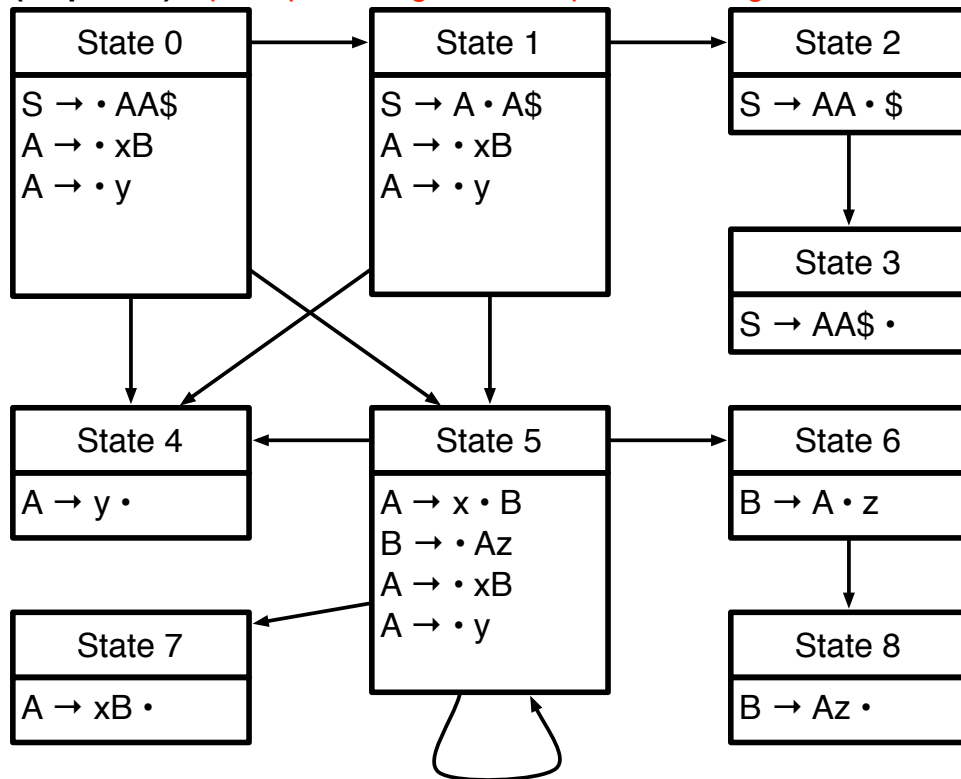 State 0
S → • AA$
A → • xB
A → • y
State 1
S → A • A$
A → • xB
A → • y
State 2
S → AA • $
State 3
S → AA$ •
State 4
A → y •
State 5
A → x • B
B → • Az
A → • xB
A → • y
State 6
B → A • z
State 7
A → xB •
State 8
B → Az •